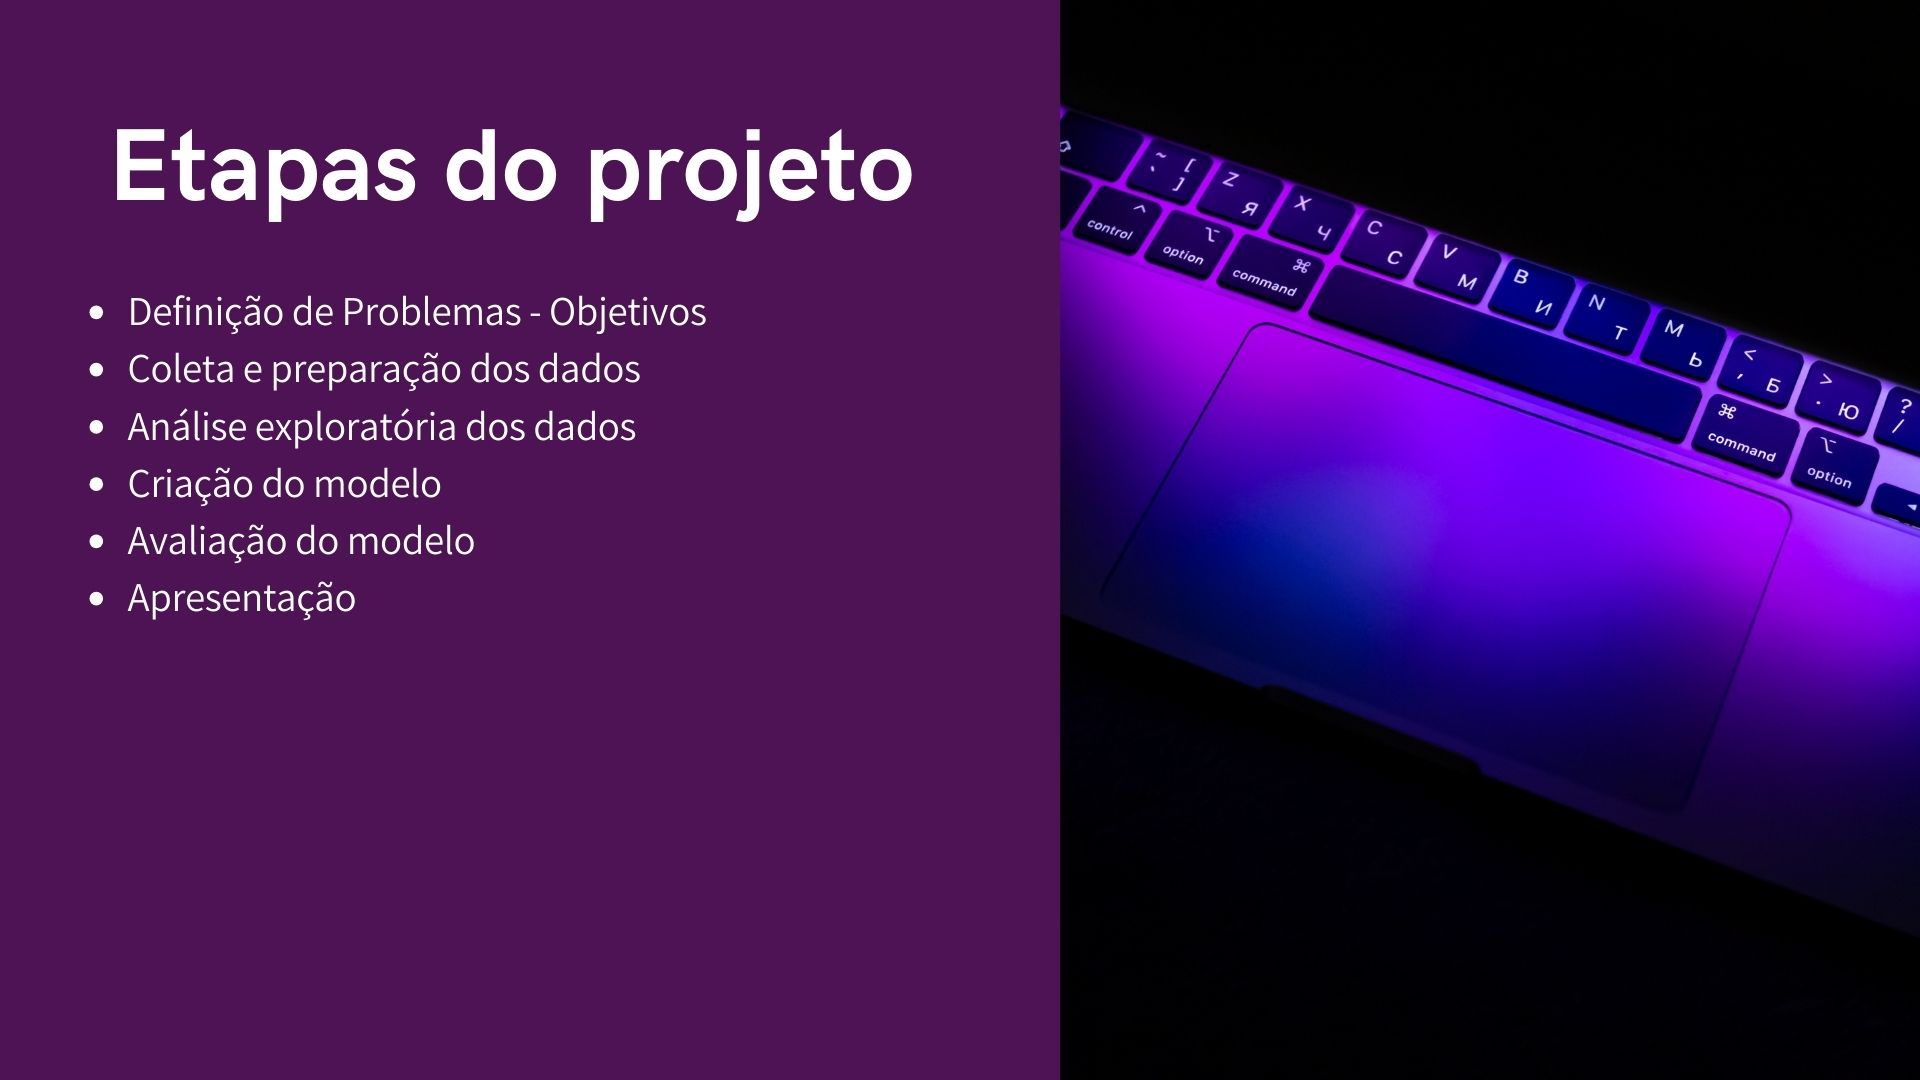 Etapas do projeto
• Definição de Problemas - Objetivos
• Coleta e preparação dos dados
• Análise exploratória dos dados
• Criação do modelo
• Avaliação do modelo
• Apresentação
~ [
` ]
Z
Я
X
Ч
C
С
V
М
B
И
N
Т
M
Ь
<
, Б
>
. Ю
?
/
^
control
⌥
option
⌘
command
⌘
command
⌥
option
◀